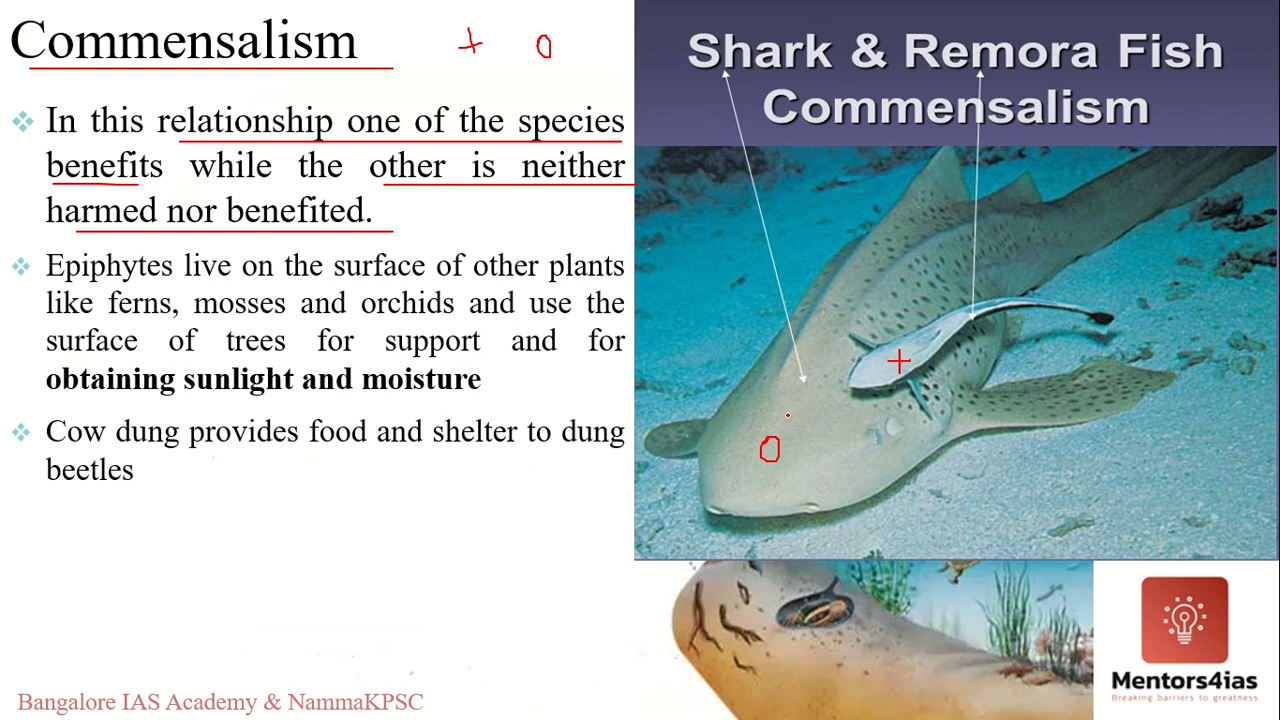 Commensalism + 0
In this relationship one of the species
benefits while the other is neither
harmed nor benefited.
Epiphytes live on the surface of other plants
like ferns, mosses and orchids and use the
surface of trees for support and for
obtaining sunlight and moisture
Cow dung provides food and shelter to dung
beetles
Bangalore IAS Academy & NammaKPSC
Shark & Remora Fish
Commensalism
+
0
Mentors4ias
Breaking barriers to greatness